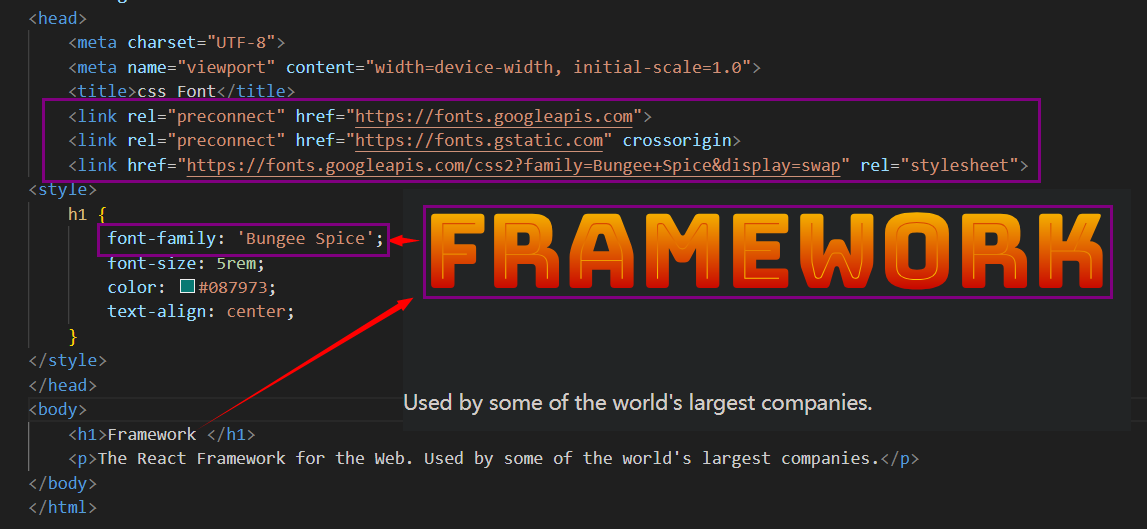 <head>
<meta charset="UTF-8">
<meta name="viewport" content="width=device-width, initial-scale=1.0">
<title>css Font</title>
<link rel="preconnect" href="https://fonts.googleapis.com">
<link rel="preconnect" href="https://fonts.gstatic.com" crossorigin>
<link href="https://fonts.googleapis.com/css2?family=Bungee+Spice&display=swap" rel="stylesheet">
<style>
h1 {
font-family: 'Bungee Spice';
font-size: 5rem;
color: #087973;
text-align: center;
}
</style>
</head>
<body>
<h1>Framework </h1>
<p>The React Framework for the Web. Used by some of the world's largest companies.</p>
</body>
</html>
FRAMEWORK
Used by some of the world's largest companies.